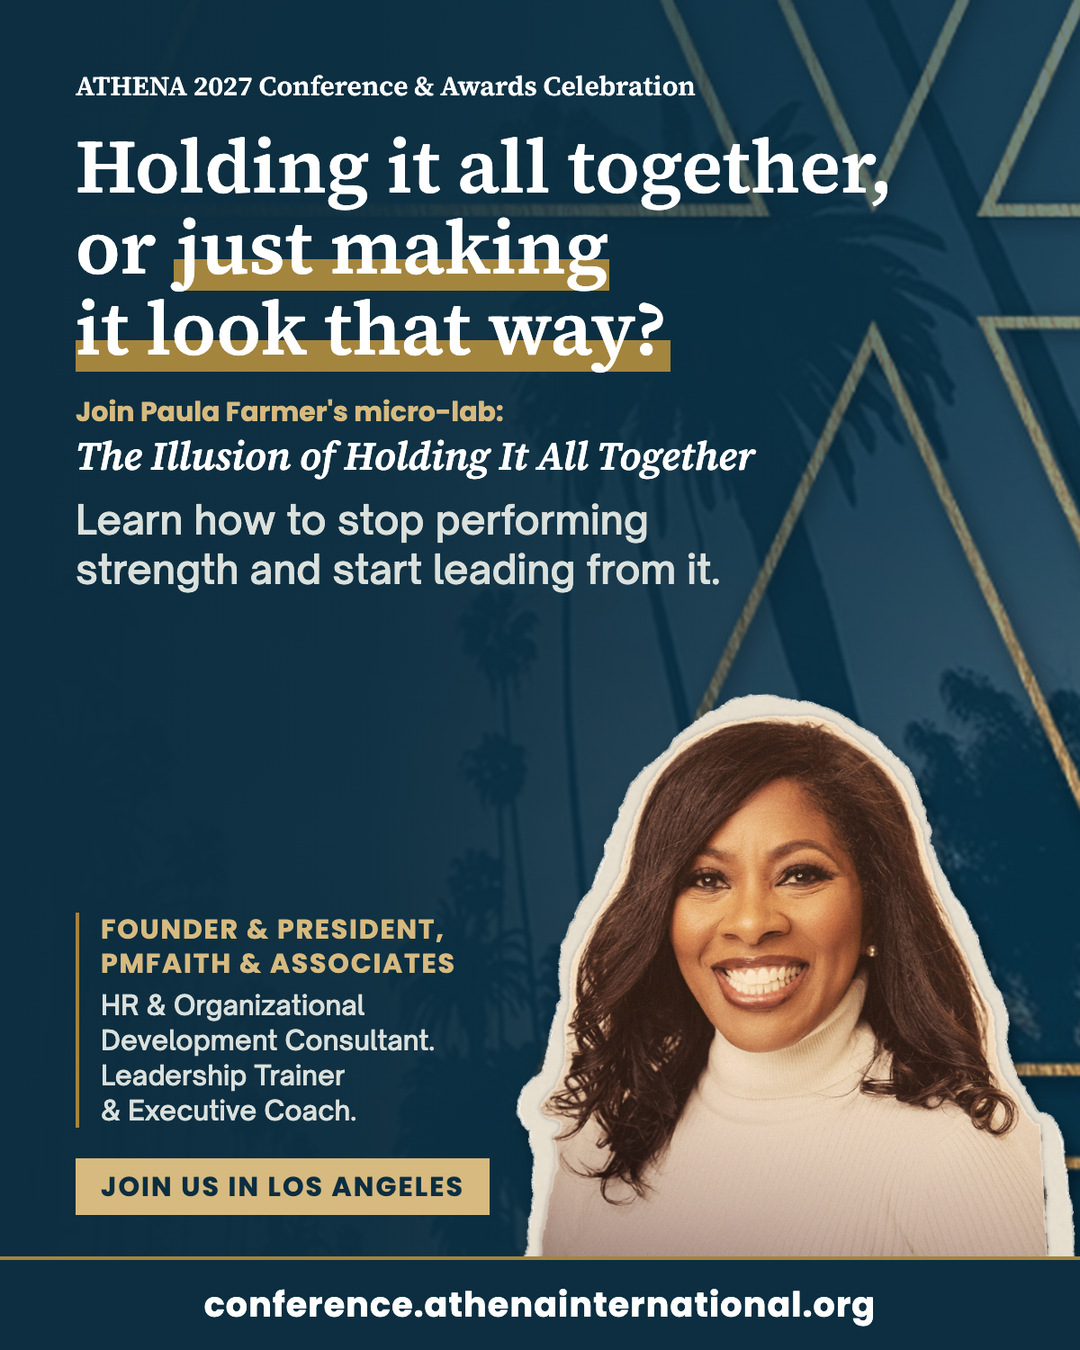 ATHENA 2027 Conference & Awards Celebration
Holding it all together,
or just making
it look that way?
Join Paula Farmer's micro-lab:
The Illusion of Holding It All Together
Learn how to stop performing
strength and start leading from it.
FOUNDER & PRESIDENT,
PMFAITH & ASSOCIATES
HR & Organizational
Development Consultant.
Leadership Trainer
& Executive Coach.
JOIN US IN LOS ANGELES
conference.athenainternational.org